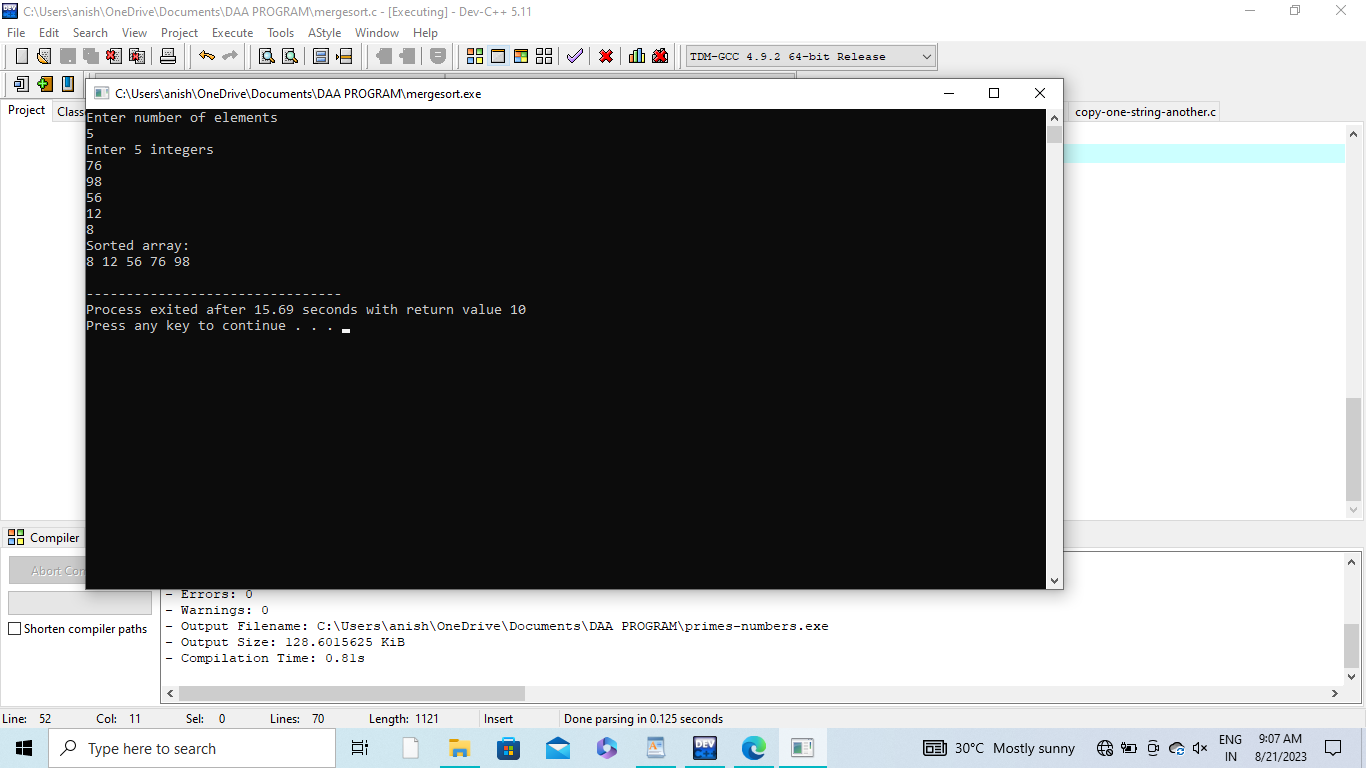 C:\Users\anish\OneDrive\Documents\DAA PROGRAM\mergesort.c - [Executing] - Dev-C++ 5.11
File Edit Search View Project Execute Tools AStyle Window Help
TDM-GCC 4.9.2 64-bit Release
C:\Users\anish\OneDrive\Documents\DAA PROGRAM\mergesort.exe
Project Class copy-one-string-another.c
Enter number of elements
5
Enter 5 integers
76
98
56
12
8
Sorted array:
8 12 56 76 98
--------------------------------
Process exited after 15.69 seconds with return value 10
Press any key to continue . . .
Compiler
Abort Con
- Errors: 0
- Warnings: 0
- Output Filename: C:\Users\anish\OneDrive\Documents\DAA PROGRAM\primes-numbers.exe
- Output Size: 128.6015625 KiB
- Compilation Time: 0.81s
Shorten compiler paths
Line: 52 Col: 11 Sel: 0 Lines: 70 Length: 1121 Insert Done parsing in 0.125 seconds
Type here to search
DEV
30°C Mostly sunny
ENG
IN
9:07 AM
8/21/2023